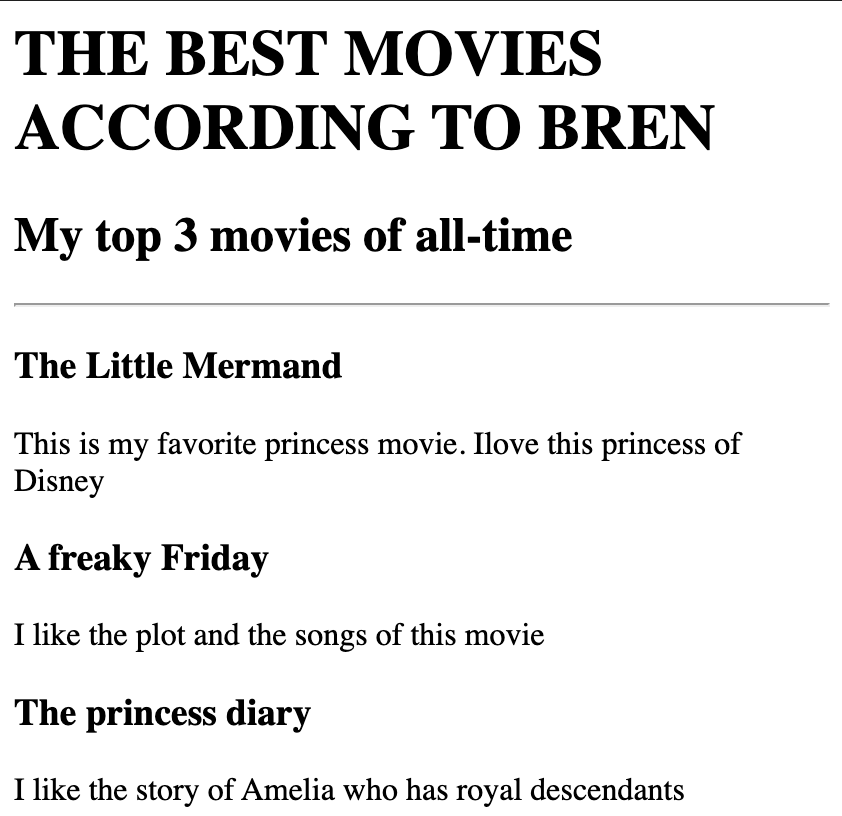 THE BEST MOVIES
ACCORDING TO BREN
My top 3 movies of all-time
The Little Mermand
This is my favorite princess movie. Ilove this princess of
Disney
A freaky Friday
I like the plot and the songs of this movie
The princess diary
I like the story of Amelia who has royal descendants